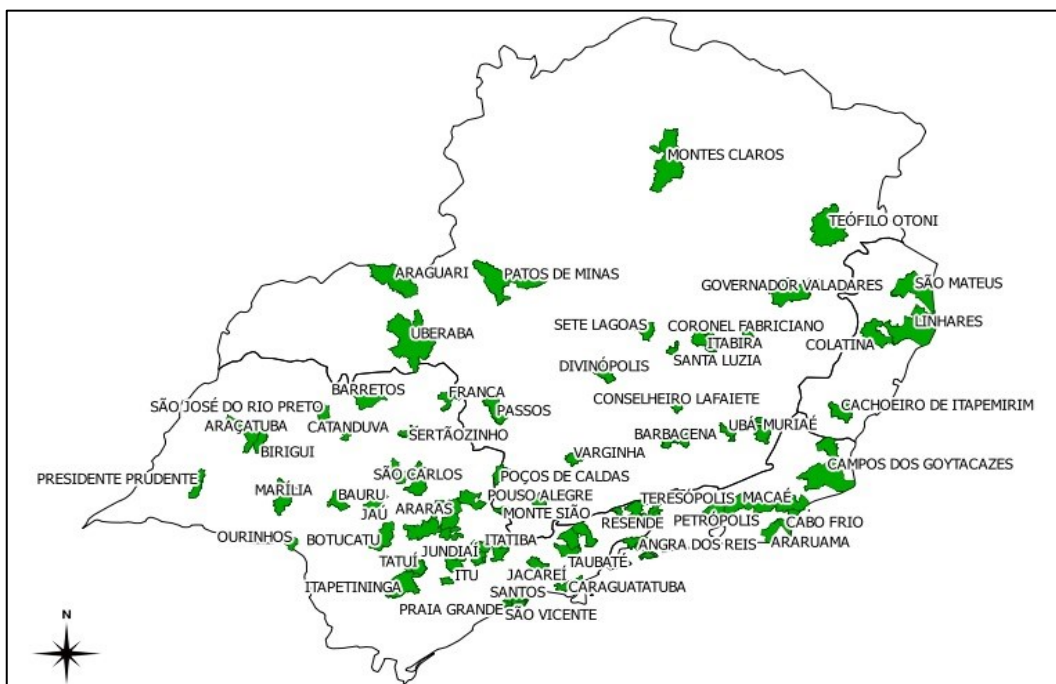 MONTES CLAROS
TEÓFILO OTONI
ARAGUARI
PATOS DE MINAS
GOVERNADOR VALADARES
SÃO MATEUS
UBERABA
SETE LAGOAS
CORONEL FABRICIANO
LINHARES
ITABIRA
COLATINA
SANTA LUZIA
DIVINÓPOLIS
BARRETOS
FRANCA
CONSELHEIRO LAFAIETE
SÃO JOSÉ DO RIO PRETO
PASSOS
CACHOEIRO DE ITAPEMIRIM
ARAÇATUBA
CATANDUVA
SERTÃOZINHO
BARBACENA
UBÁ
MURIAÉ
BIRIGUI
VARGINHA
CAMPOS DOS GOYTACAZES
PRESIDENTE PRUDENTE
SÃO CARLOS
POÇOS DE CALDAS
MARÍLIA
BAURU
POUSO ALEGRE
TERESÓPOLIS
MACAÉ
JAÚ
ARARAS
MONTE SIÃO
RESENDE
PETRÓPOLIS
CABO FRIO
OURINHOS
BOTUCATU
ITATIBA
ANGRA DOS REIS
ARARUAMA
JUNDIAÍ
TAUBATÉ
TATUÍ
ITU
JACAREÍ
ITAPETININGA
CARAGUATATUBA
SANTOS
PRAIA GRANDE
SÃO VICENTE
N